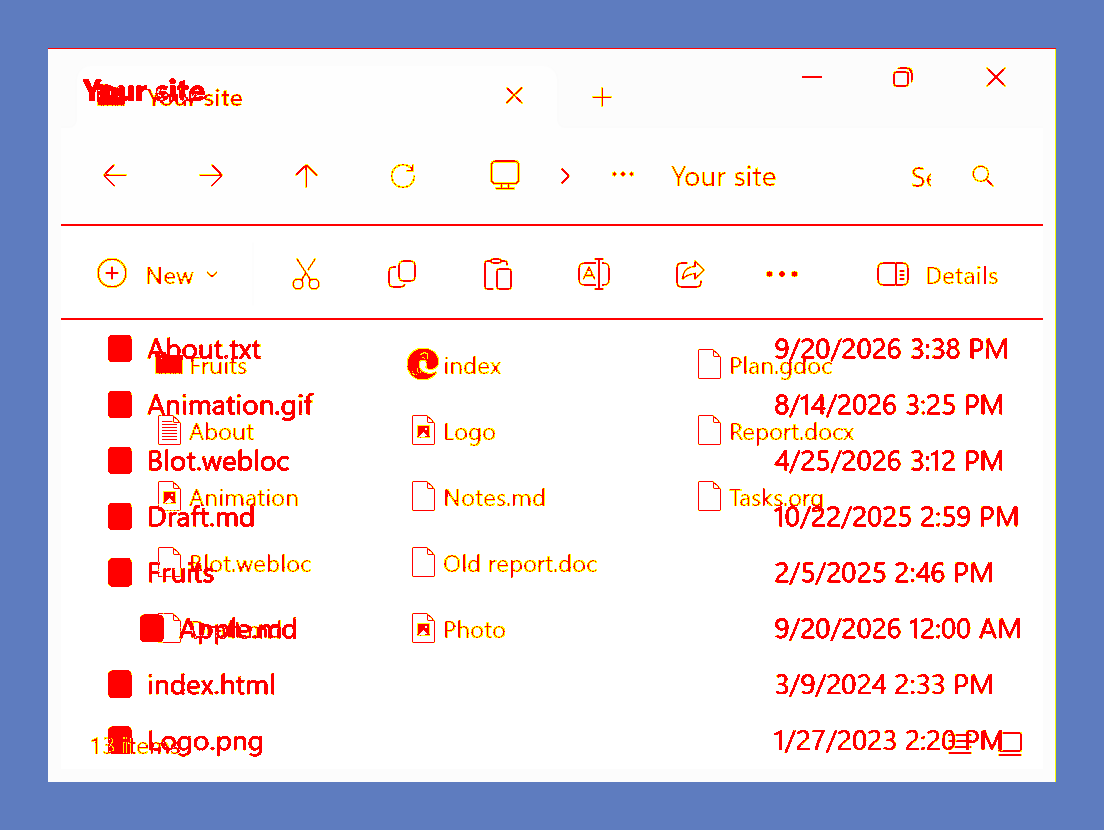 Your site
Your site
Your site
Se
New
Details
About.txt 9/20/2026 3:38 PM
Fruits index Plan.gdoc
Animation.gif 8/14/2026 3:25 PM
About Logo Report.docx
Blot.webloc 4/25/2026 3:12 PM
Animation Notes.md Tasks.org
Draft.md 10/22/2025 2:59 PM
Blot.webloc Old report.doc
Fruits 2/5/2025 2:46 PM
Apple.md 9/20/2026 12:00 AM
Draft.md Photo
index.html 3/9/2024 2:33 PM
Logo.png 1/27/2023 2:20 PM
13 items